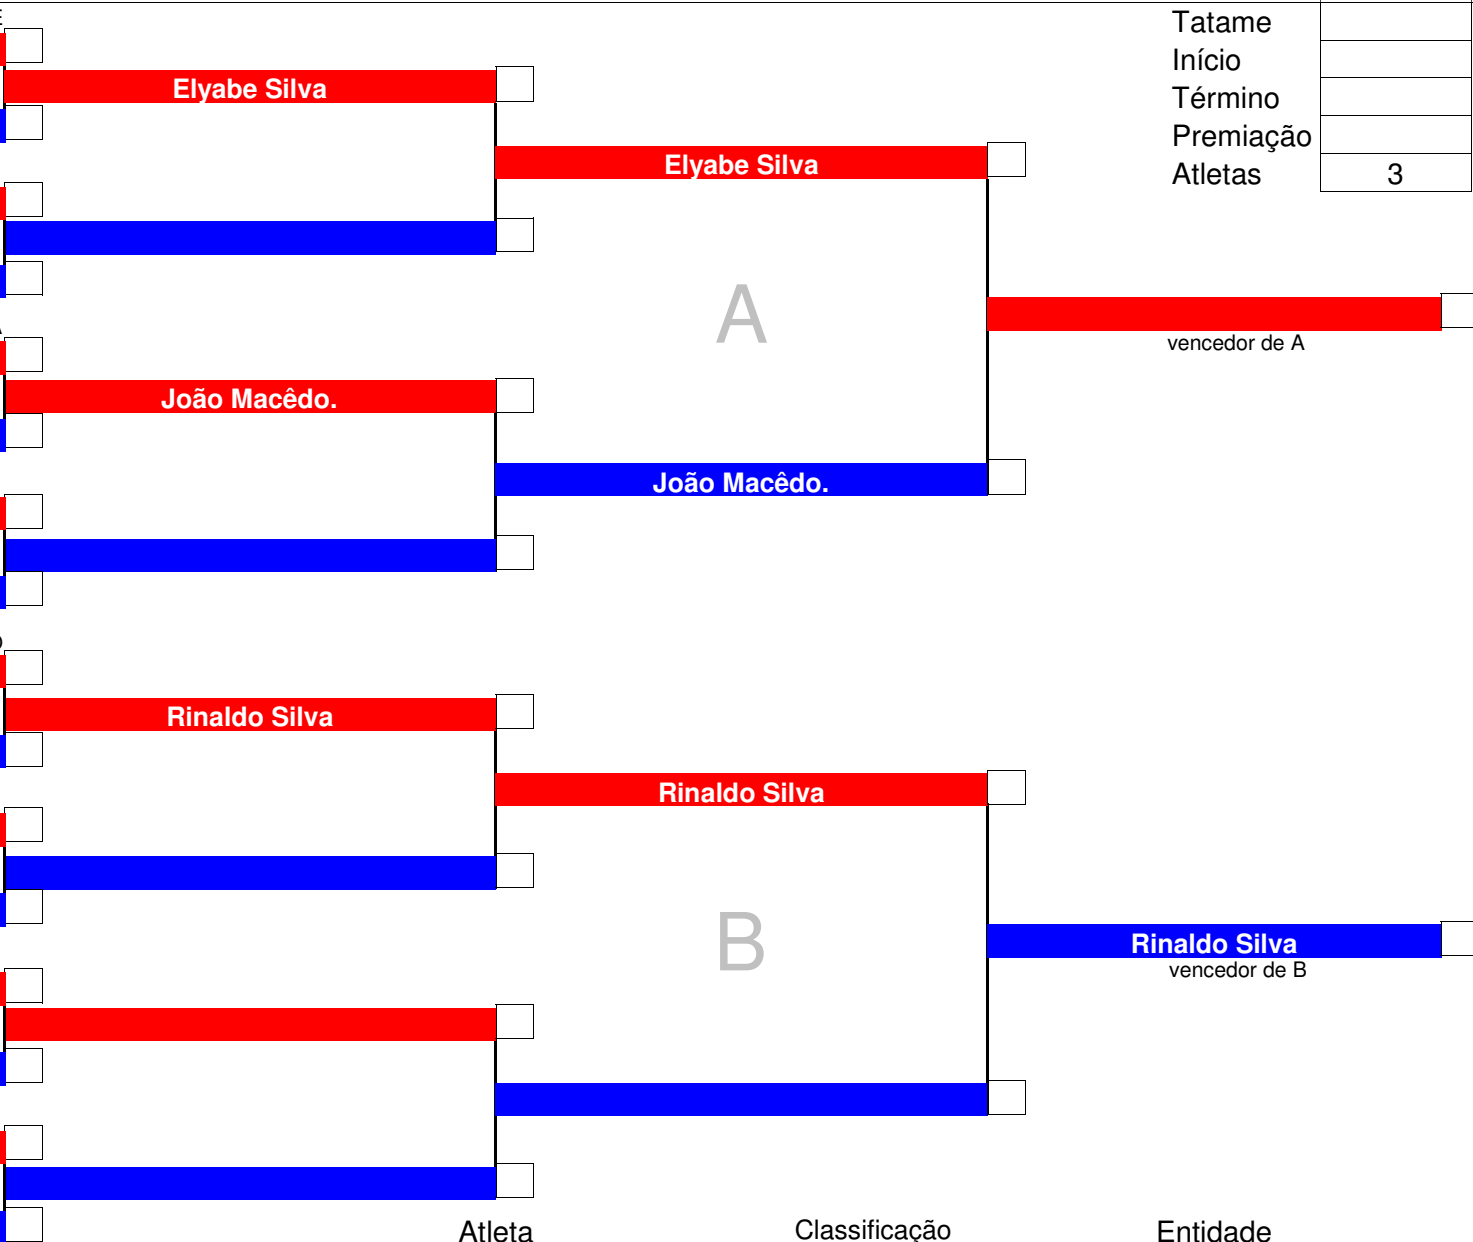 Tatame
Início
Término
Premiação
Atletas 3
Elyabe Silva
Elyabe Silva
A
vencedor de A
João Macêdo.
João Macêdo.
Rinaldo Silva
Rinaldo Silva
B
Rinaldo Silva
vencedor de B
Atleta Classificação Entidade